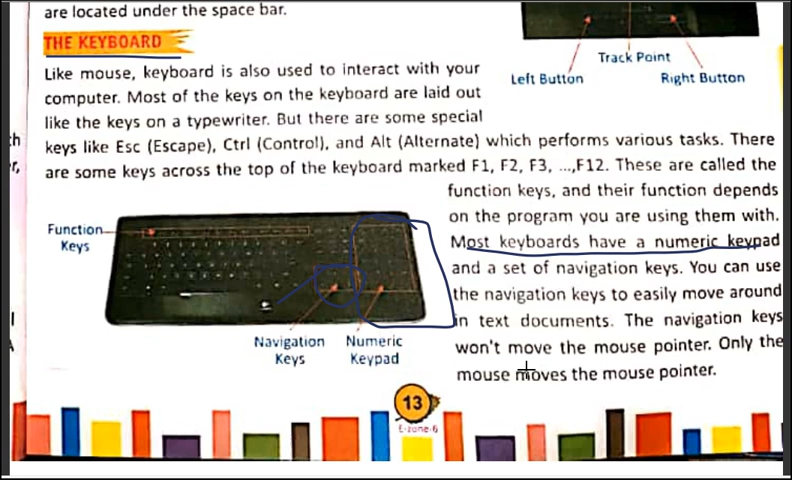 are located under the space bar.
THE KEYBOARD
Like mouse, keyboard is also used to interact with your
computer. Most of the keys on the keyboard are laid out
like the keys on a typewriter. But there are some special
keys like Esc (Escape), Ctrl (Control), and Alt (Alternate) which performs various tasks. There
are some keys across the top of the keyboard marked F1, F2, F3, ...,F12. These are called the
function keys, and their function depends
on the program you are using them with.
Most keyboards have a numeric keypad
and a set of navigation keys. You can use
the navigation keys to easily move around
in text documents. The navigation keys
won't move the mouse pointer. Only the
mouse moves the mouse pointer.
Track Point
Left Button
Right Button
Function
Keys
Navigation
Keys
Numeric
Keypad
13
E-zone-6